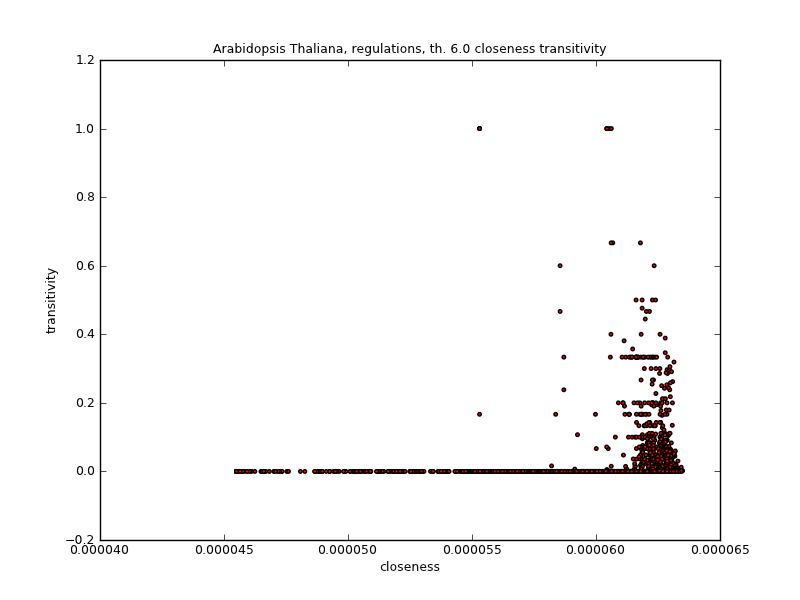 Arabidopsis Thaliana, regulations, th. 6.0 closeness transitivity
1.2
1.0
0.8
0.6
0.4
0.2
0.0
−0.2
transitivity
0.000040 0.000045 0.000050 0.000055 0.000060 0.000065
closeness